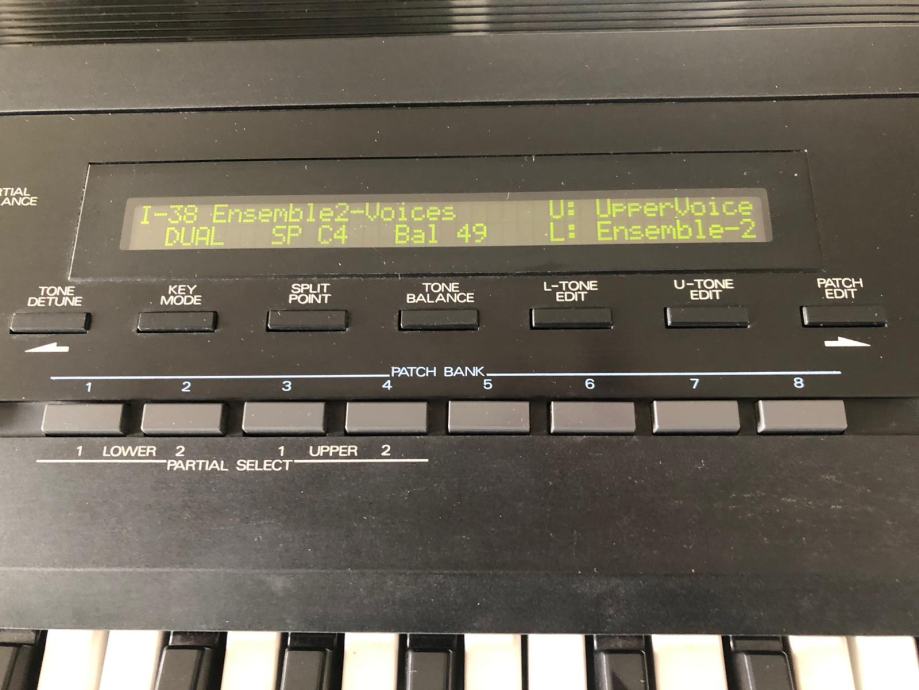 I-38 Ensemble2-Voices U: UpperVoice
DUAL SP C4 Bal 49 L: Ensemble-2
TONE DETUNE
KEY MODE
SPLIT POINT
TONE BALANCE
L-TONE EDIT
U-TONE EDIT
PATCH EDIT
PATCH BANK
1 2 3 4 5 6 7 8
1 LOWER 2 1 UPPER 2
PARTIAL SELECT